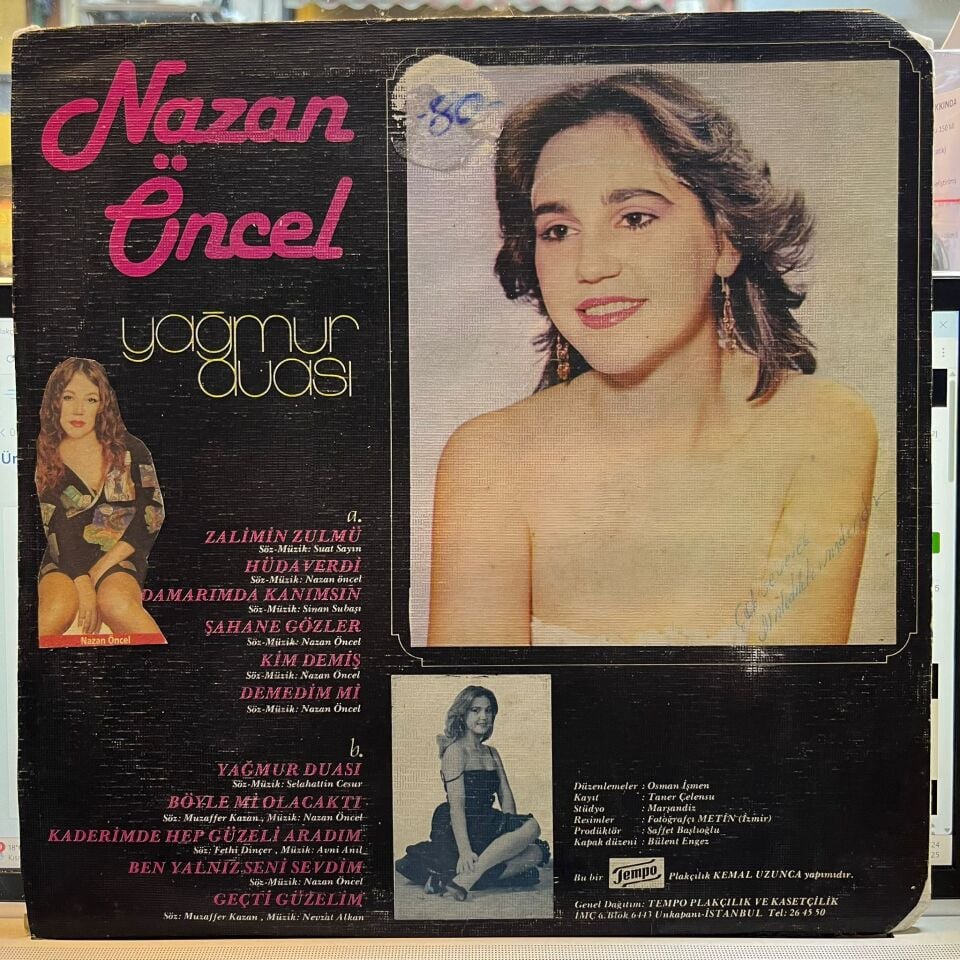 Nazan
Öncel
yağmur
duası
-80-
Nazan Öncel
a.
ZALİMİN ZULMÜ
Söz-Müzik: Suat Sayın
HÜDAVERDİ
Söz-Müzik: Nazan öncel
DAMARIMDA KANIMSIN
Söz-Müzik: Sinan Subaşı
ŞAHANE GÖZLER
Söz-Müzik: Nazan Öncel
KİM DEMİŞ
Söz-Müzik: Nazan Öncel
DEMEDİM Mİ
Söz-Müzik: Nazan Öncel
b.
YAĞMUR DUASI
Söz-Müzik: Selahattin Cesur
BÖYLE Mİ OLACAKTI
Söz: Muzaffer Kazan, Müzik: Nazan Öncel
KADERİMDE HEP GÜZELİ ARADIM
Söz: Fethi Dinçer, Müzik: Avni Anıl
BEN YALNIZ SENİ SEVDİM
Söz-Müzik: Nazan Öncel
GEÇTİ GÜZELİM
Söz: Muzaffer Kazan, Müzik: Nevzat Alkan
Düzenlemeler : Osman İşmen
Kayıt : Taner Çelensu
Stüdyo : Marşandiz
Resimler : Fotoğrafçı METİN (İzmir)
Prodüktör : Saffet Başlıoğlu
Kapak düzeni : Bülent Engez
Bu bir Tempo Plakçılık KEMAL UZUNCA yapımıdır.
Genel Dağıtım: TEMPO PLAKÇILIK VE KASETÇİLİK
İMÇ 6. Blok 6443 Unkapanı-İSTANBUL Tel: 26 45 50